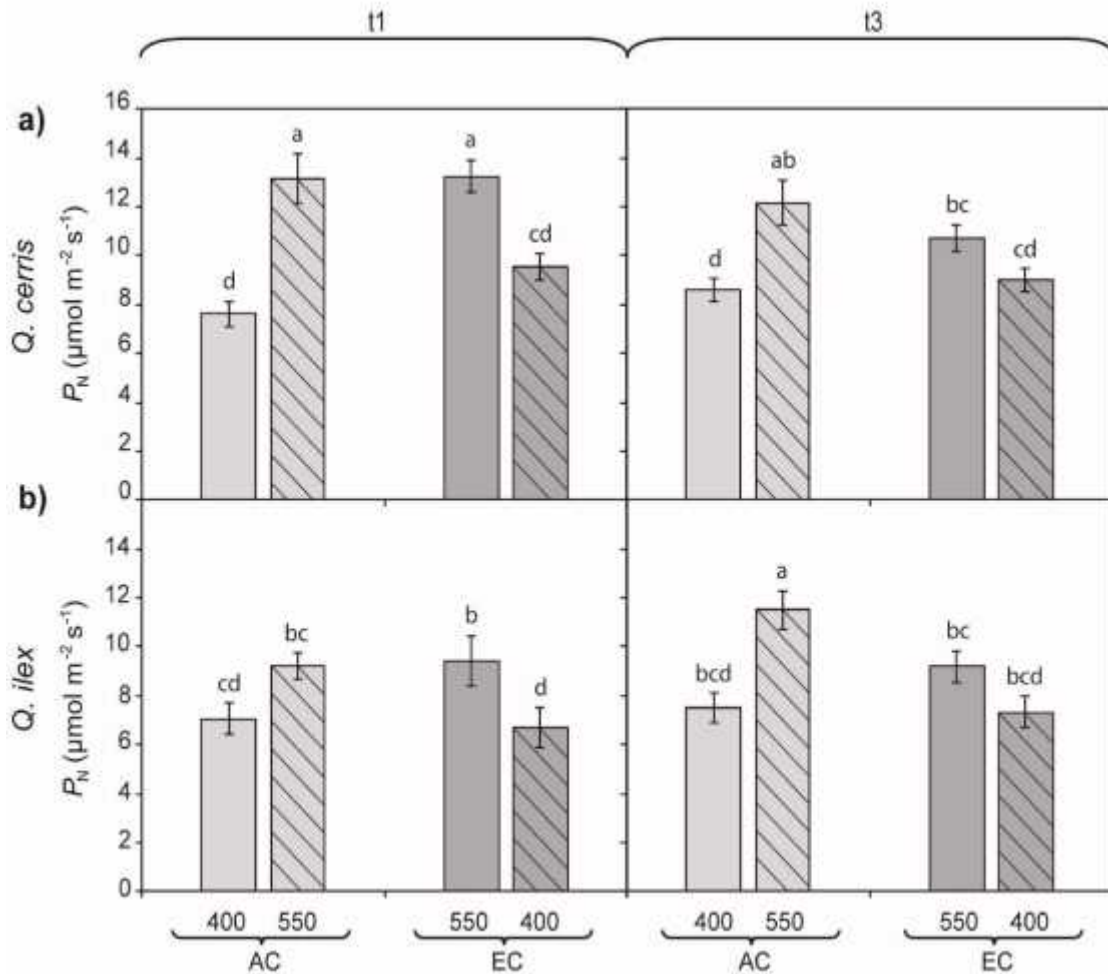 t1 t3
a)
Q. cerris
P_N (μmol m⁻² s⁻¹)
16
14
12
10
8
6
4
2
0
d a a cd
d ab bc cd
b)
Q. ilex
P_N (μmol m⁻² s⁻¹)
14
12
10
8
6
4
2
0
cd bc b d
bcd a bc bcd
400 550 550 400 400 550 550 400
AC EC AC EC